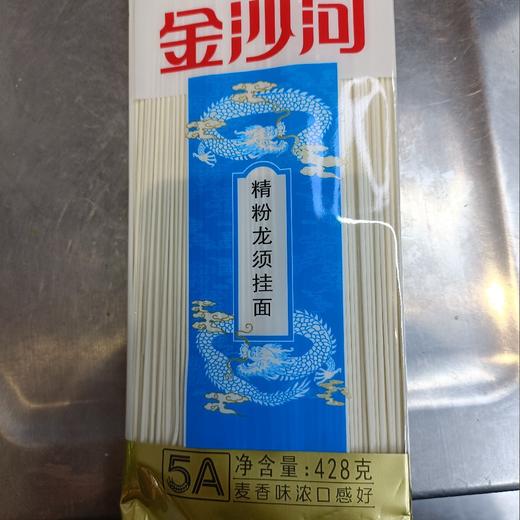 金沙河
精粉龙须挂面
5A 净含量:428克
麦香味浓口感好